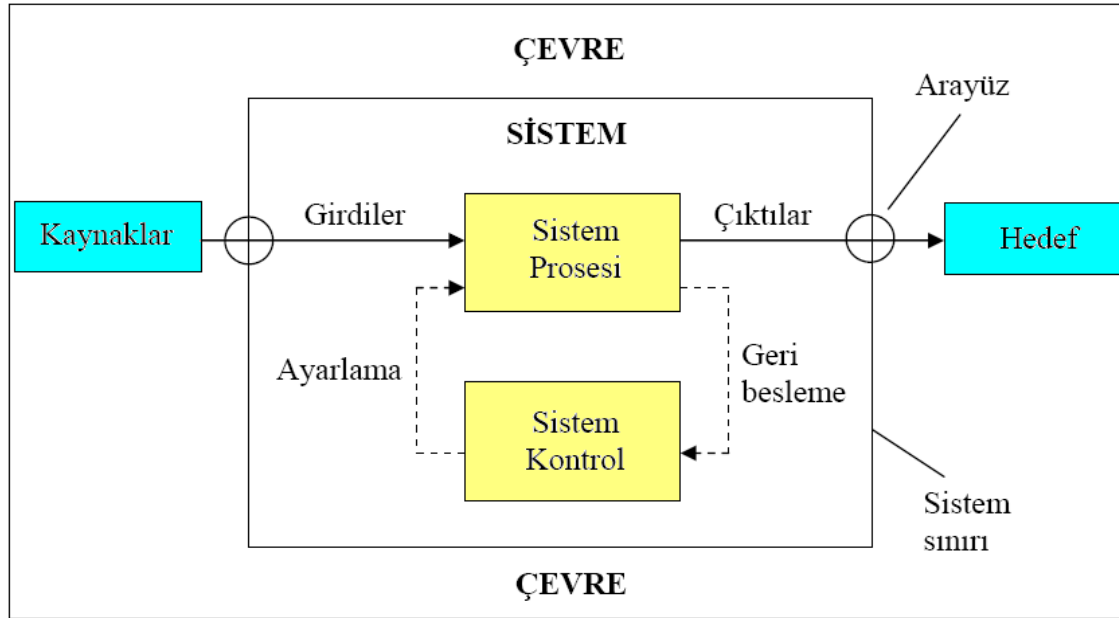 ÇEVRE
Arayüz
SİSTEM
Kaynaklar
Girdiler
Sistem
Prosesi
Çıktılar
Hedef
Ayarlama
Geri
besleme
Sistem
Kontrol
Sistem
sınırı
ÇEVRE